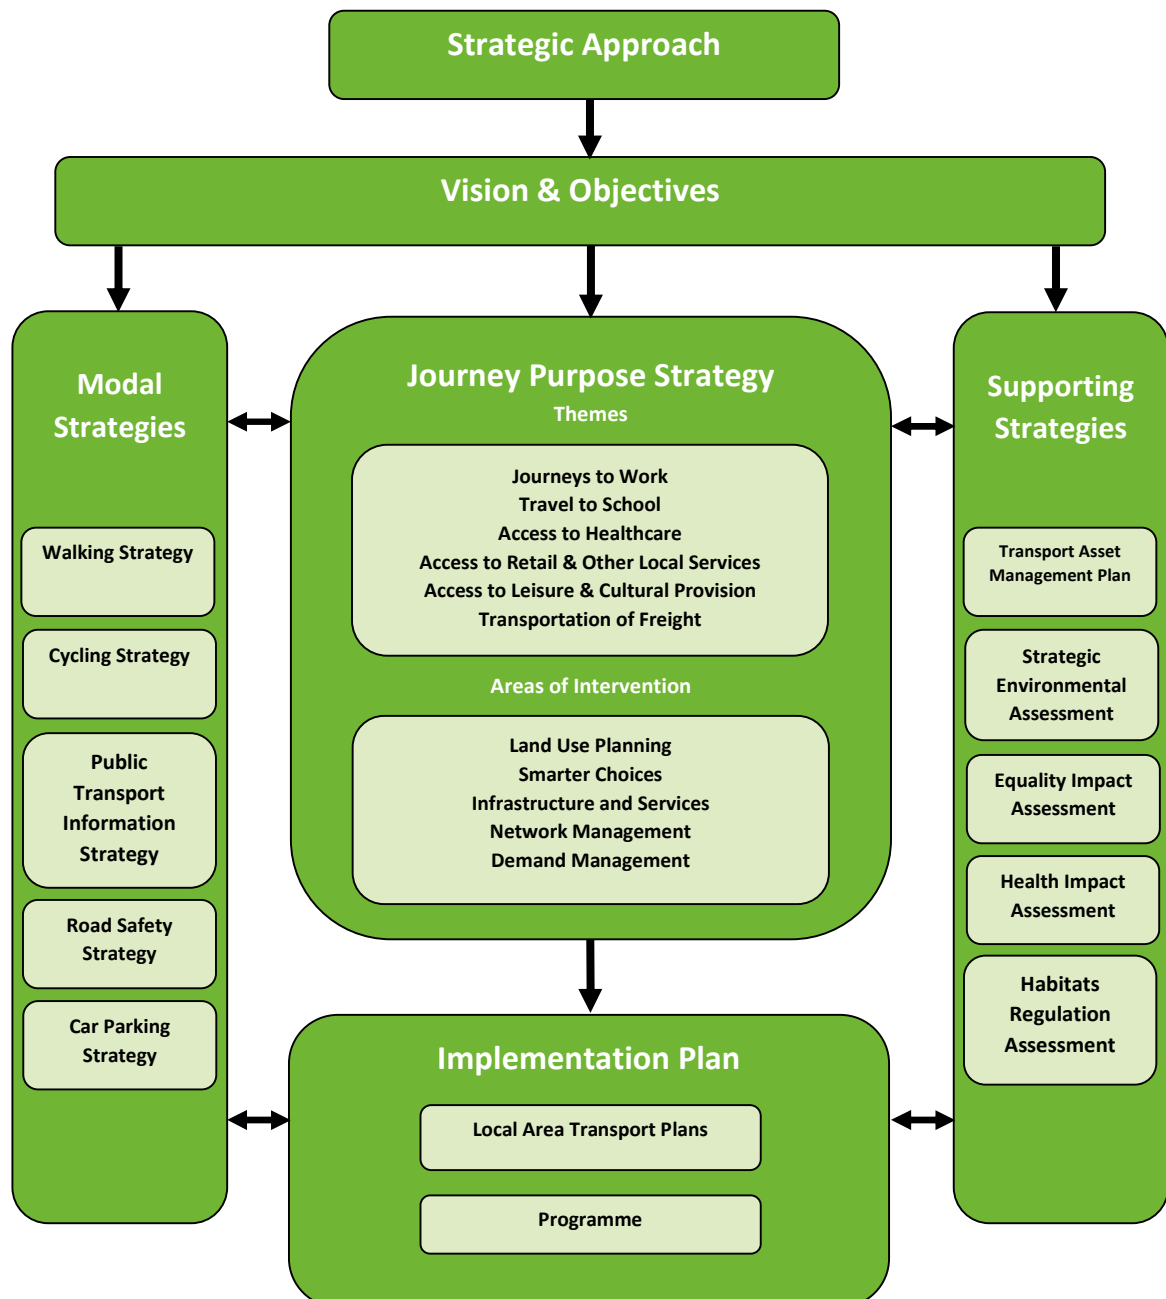 Strategic Approach
Vision & Objectives
Modal
Strategies
Walking Strategy
Cycling Strategy
Public
Transport
Information
Strategy
Road Safety
Strategy
Car Parking
Strategy
Journey Purpose Strategy
Themes
Journeys to Work
Travel to School
Access to Healthcare
Access to Retail & Other Local Services
Access to Leisure & Cultural Provision
Transportation of Freight
Areas of Intervention
Land Use Planning
Smarter Choices
Infrastructure and Services
Network Management
Demand Management
Supporting
Strategies
Transport Asset
Management Plan
Strategic
Environmental
Assessment
Equality Impact
Assessment
Health Impact
Assessment
Habitats
Regulation
Assessment
Implementation Plan
Local Area Transport Plans
Programme